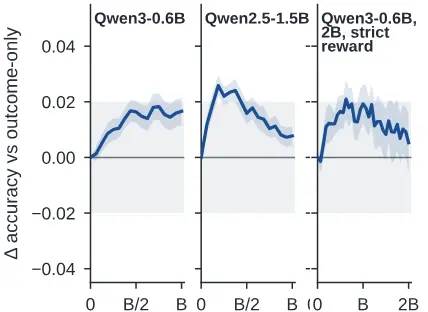 Qwen3-0.6B
Qwen2.5-1.5B
Qwen3-0.6B,
2B, strict
reward
Δ accuracy vs outcome-only
0.04
0.02
0.00
−0.02
−0.04
0 B/2 B
0 B/2 B
0 B 2B